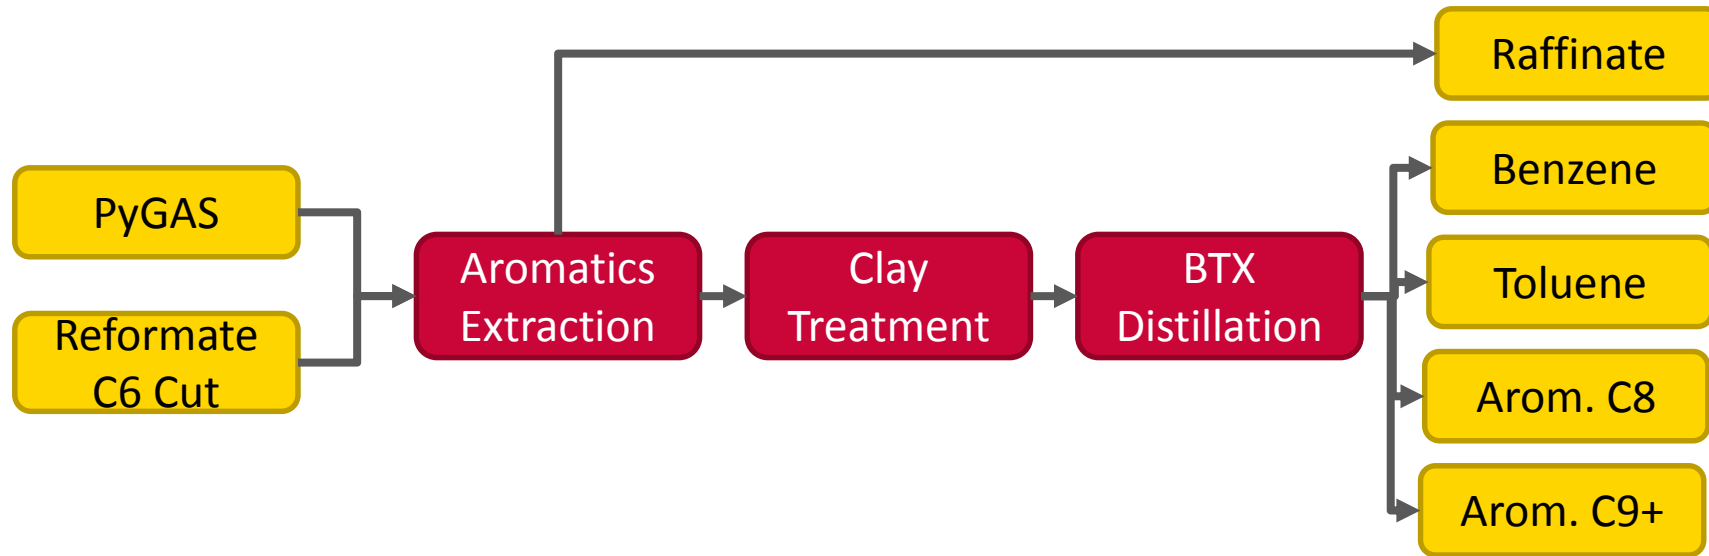 Raffinate
Benzene
PyGAS
Aromatics
Extraction
Clay
Treatment
BTX
Distillation
Toluene
Reformate
C6 Cut
Arom. C8
Arom. C9+